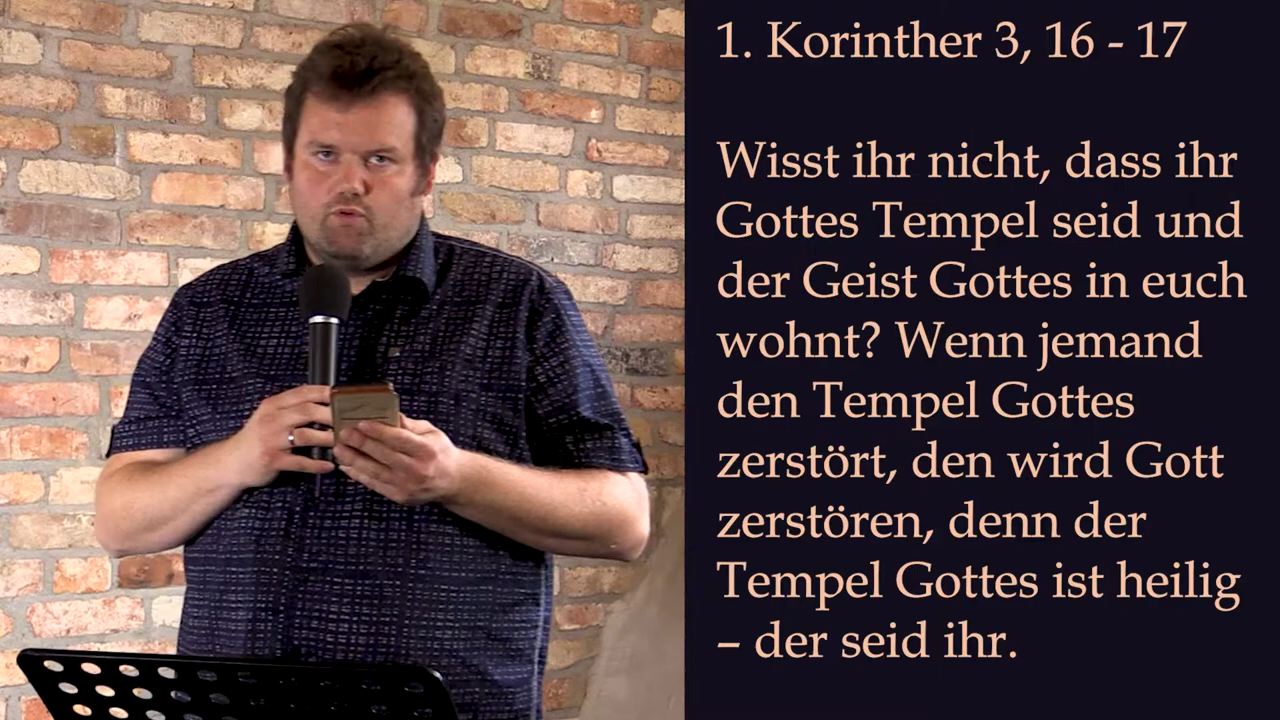 1. Korinther 3, 16 - 17
Wisst ihr nicht, dass ihr
Gottes Tempel seid und
der Geist Gottes in euch
wohnt? Wenn jemand
den Tempel Gottes
zerstört, den wird Gott
zerstören, denn der
Tempel Gottes ist heilig
– der seid ihr.